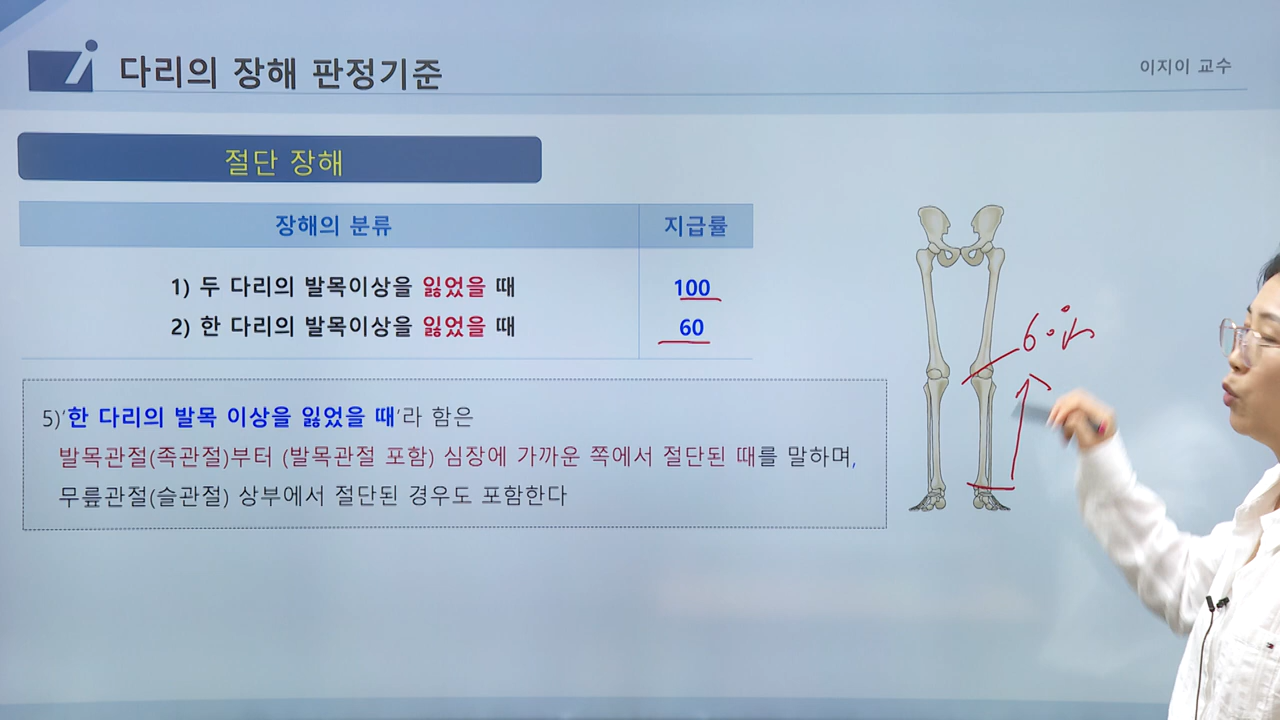 다리의 장해 판정기준
이지이 교수
절단 장해
장해의 분류 지급률
1) 두 다리의 발목이상을 잃었을 때 100
2) 한 다리의 발목이상을 잃었을 때 60
60%
5)'한 다리의 발목 이상을 잃었을 때'라 함은
발목관절(족관절)부터 (발목관절 포함) 심장에 가까운 쪽에서 절단된 때를 말하며,
무릎관절(슬관절) 상부에서 절단된 경우도 포함한다